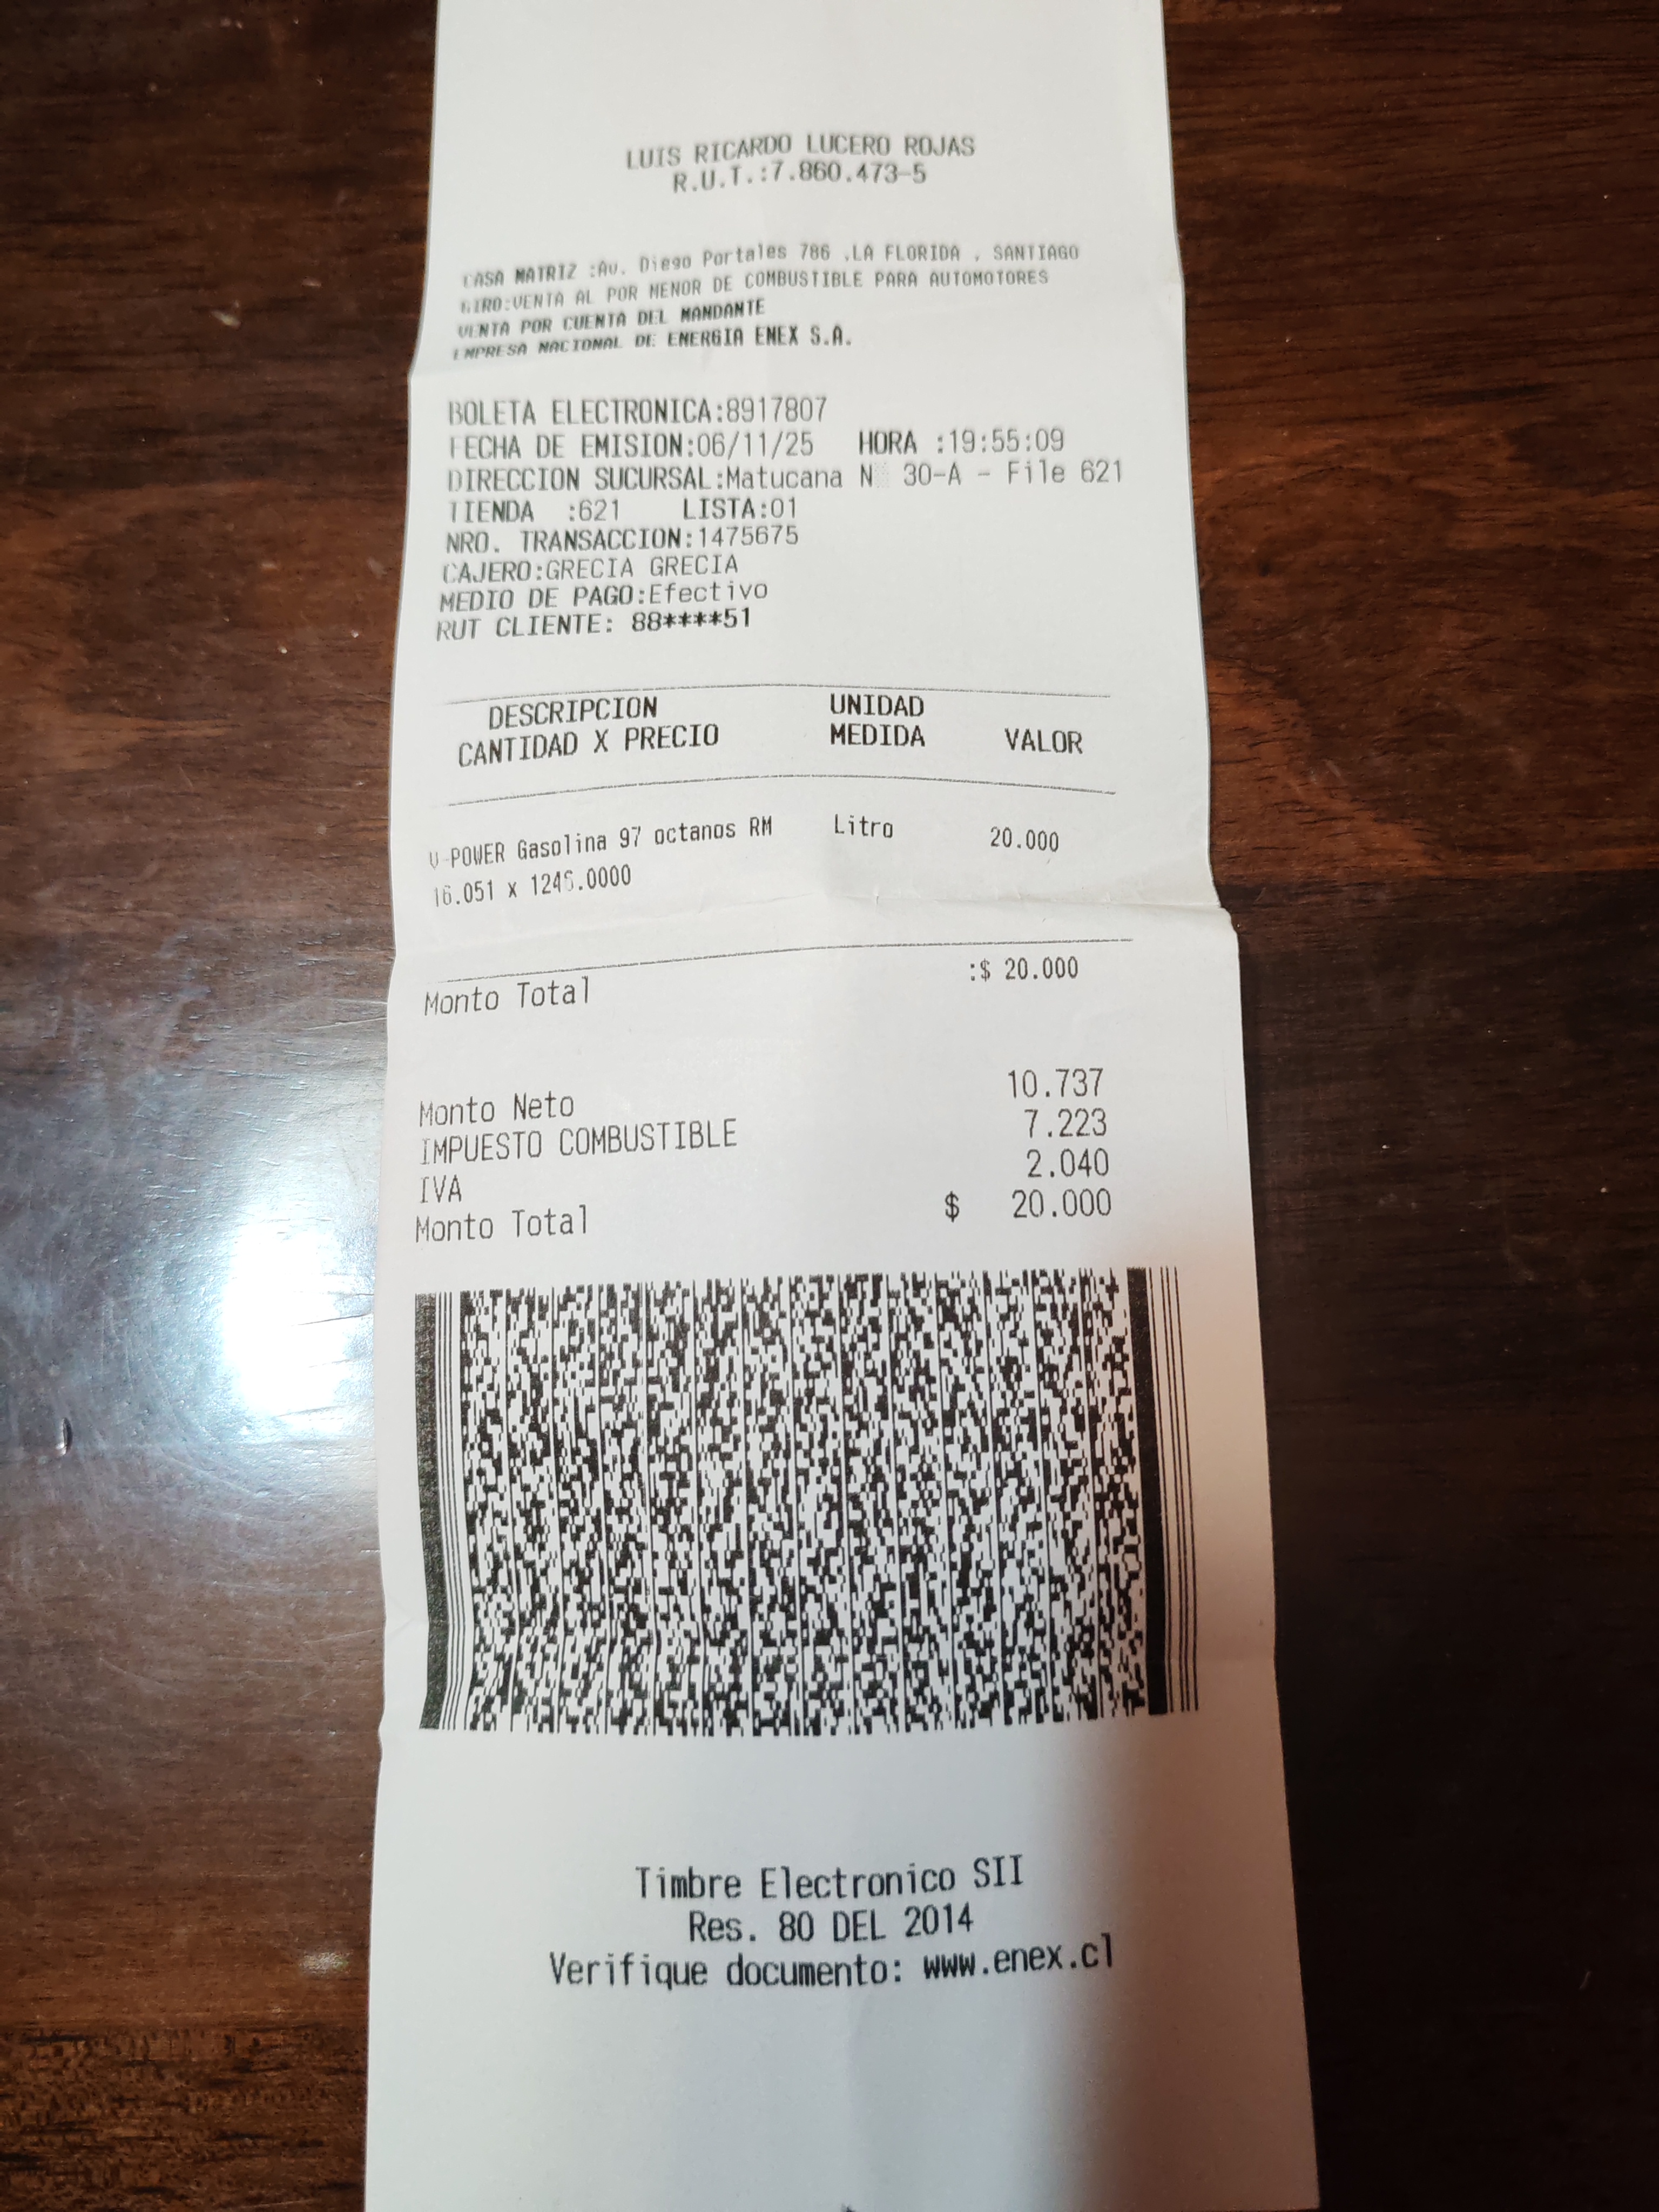 LUIS RICARDO LUCERO ROJAS
R.U.T.:7.860.473-5
CASA MATRIZ :Av. Diego Portales 786 .LA FLORIDA , SANTIAGO
GIRO:VENTA AL POR MENOR DE COMBUSTIBLE PARA AUTOMOTORES
VENTA POR CUENTA DEL MANDANTE
EMPRESA NACIONAL DE ENERGIA ENEX S.A.
BOLETA ELECTRONICA:8917807
FECHA DE EMISION:06/11/25 HORA :19:55:09
DIRECCION SUCURSAL:Matucana N 30-A - File 621
TIENDA :621 LISTA:01
NRO. TRANSACCION:1475675
CAJERO:GRECIA GRECIA
MEDIO DE PAGO:Efectivo
RUT CLIENTE: 88****51
DESCRIPCION UNIDAD
CANTIDAD X PRECIO MEDIDA VALOR
V-POWER Gasolina 97 octanos RM Litro 20.000
16.051 x 1246.0000
Monto Total :$ 20.000
Monto Neto 10.737
IMPUESTO COMBUSTIBLE 7.223
IVA 2.040
Monto Total $ 20.000
Timbre Electronico SII
Res. 80 DEL 2014
Verifique documento: www.enex.cl